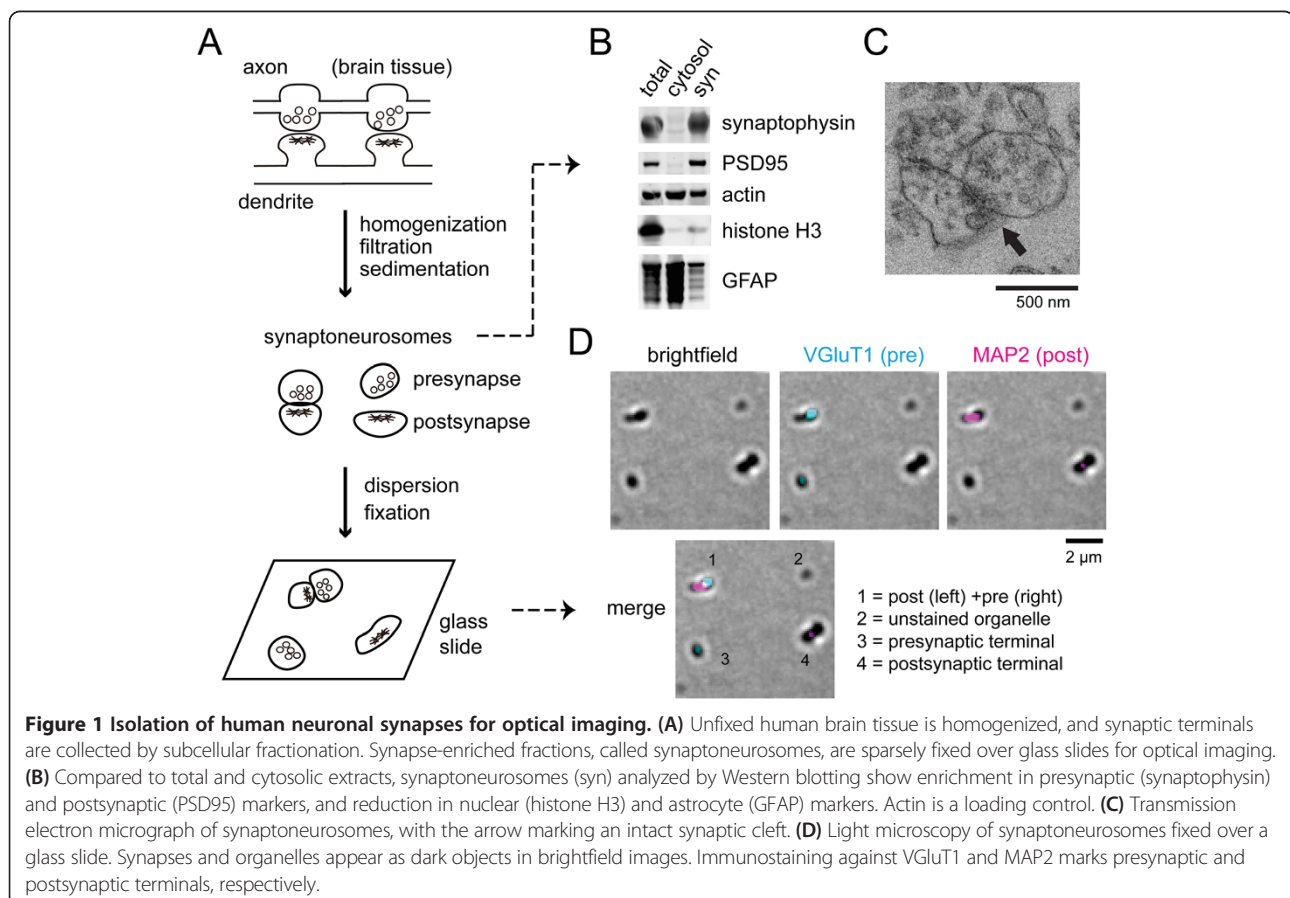 A
axon (brain tissue)
dendrite
homogenization
filtration
sedimentation
synaptoneurosomes
presynapse
postsynapse
dispersion
fixation
glass
slide
B
total
cytosol
syn
synaptophysin
PSD95
actin
histone H3
GFAP
C
500 nm
D
brightfield
VGluT1 (pre)
MAP2 (post)
2 µm
merge
1
2
3
4
1 = post (left) +pre (right)
2 = unstained organelle
3 = presynaptic terminal
4 = postsynaptic terminal
Figure 1 Isolation of human neuronal synapses for optical imaging. (A) Unfixed human brain tissue is homogenized, and synaptic terminals
are collected by subcellular fractionation. Synapse-enriched fractions, called synaptoneurosomes, are sparsely fixed over glass slides for optical imaging.
(B) Compared to total and cytosolic extracts, synaptoneurosomes (syn) analyzed by Western blotting show enrichment in presynaptic (synaptophysin)
and postsynaptic (PSD95) markers, and reduction in nuclear (histone H3) and astrocyte (GFAP) markers. Actin is a loading control. (C) Transmission
electron micrograph of synaptoneurosomes, with the arrow marking an intact synaptic cleft. (D) Light microscopy of synaptoneurosomes fixed over a
glass slide. Synapses and organelles appear as dark objects in brightfield images. Immunostaining against VGluT1 and MAP2 marks presynaptic and
postsynaptic terminals, respectively.